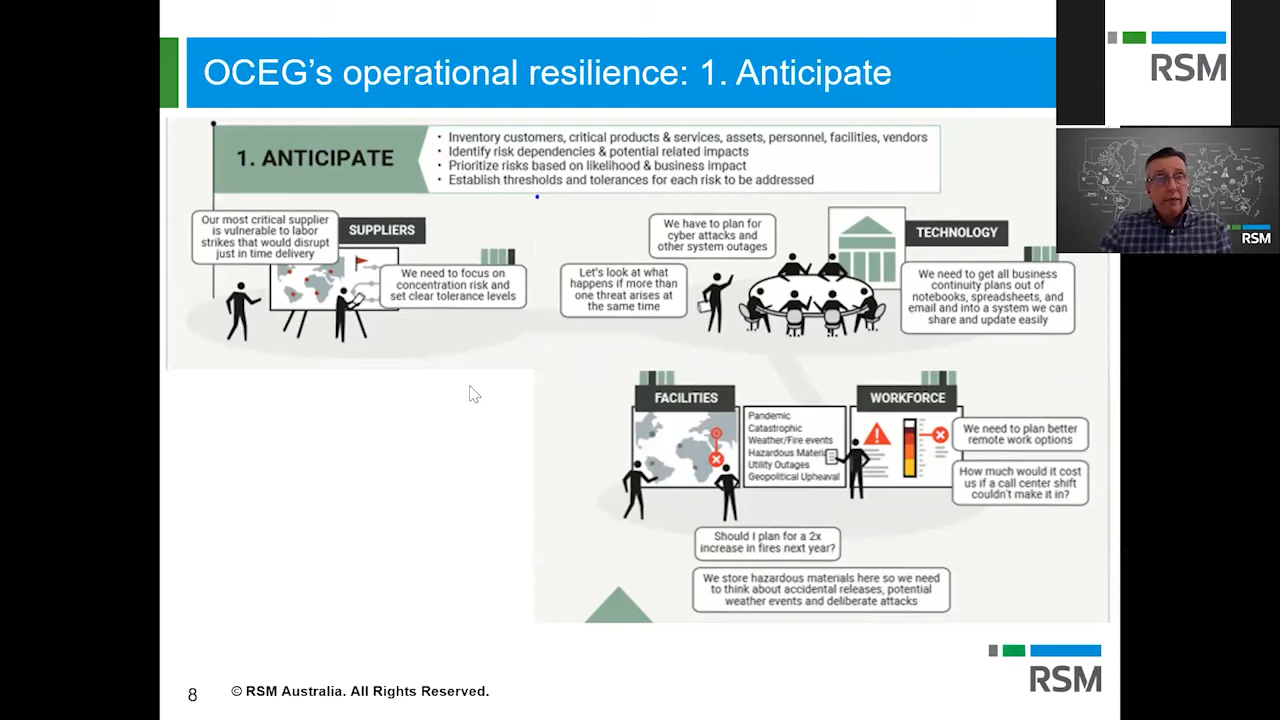 OCEG's operational resilience: 1. Anticipate
RSM
1. ANTICIPATE
• Inventory customers, critical products & services, assets, personnel, facilities, vendors
• Identify risk dependencies & potential related impacts
• Prioritize risks based on likelihood & business impact
• Establish thresholds and tolerances for each risk to be addressed
RSM
Our most critical supplier
is vulnerable to labor
strikes that would disrupt
just in time delivery
SUPPLIERS
We need to focus on
concentration risk and
set clear tolerance levels
We have to plan for
cyber attacks and
other system outages
Let's look at what
happens if more than
one threat arises at
the same time
TECHNOLOGY
We need to get all business
continuity plans out of
notebooks, spreadsheets, and
email and into a system we can
share and update easily
FACILITIES
Pandemic
Catastrophic
Weather/Fire events
Hazardous Materia
Utility Outages
Geopolitical Upheaval
WORKFORCE
We need to plan better
remote work options
How much would it cost
us if a call center shift
couldn't make it in?
Should I plan for a 2x
increase in fires next year?
We store hazardous materials here so we need
to think about accidental releases, potential
weather events and deliberate attacks
RSM
8
© RSM Australia. All Rights Reserved.